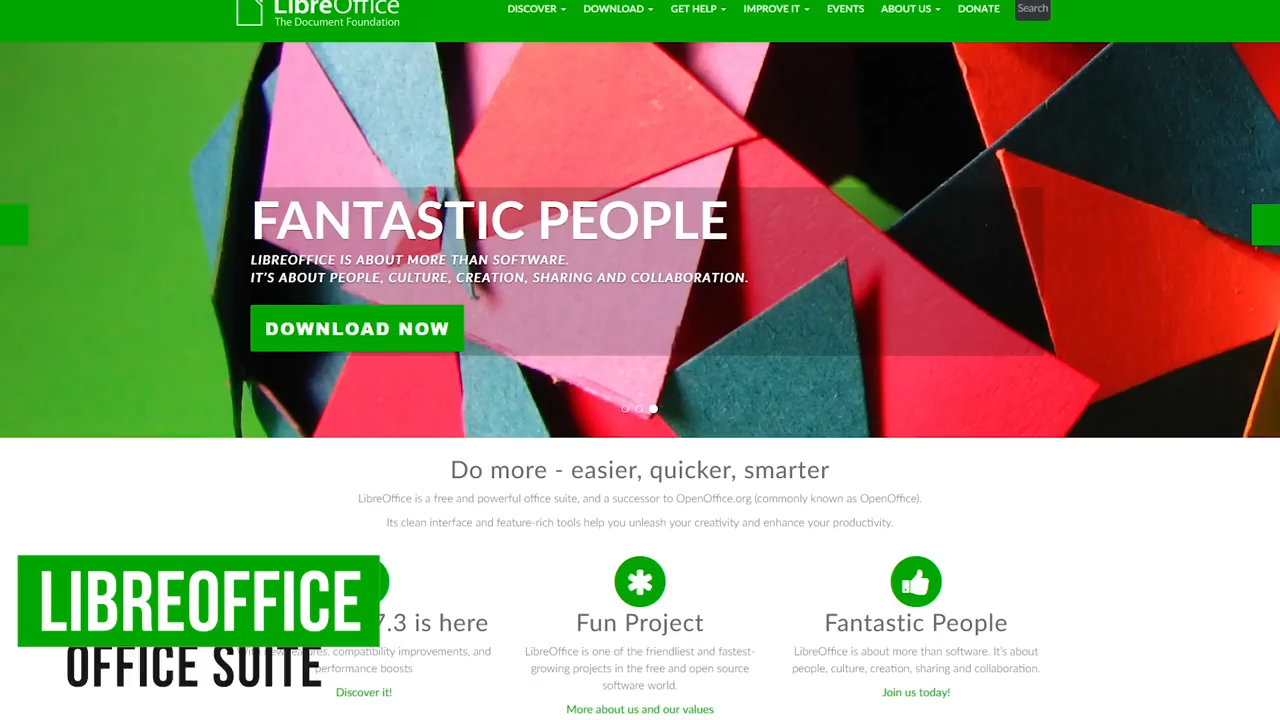 LibreOffice
The Document Foundation
DISCOVER DOWNLOAD GET HELP IMPROVE IT EVENTS ABOUT US DONATE Search
FANTASTIC PEOPLE
LIBREOFFICE IS ABOUT MORE THAN SOFTWARE.
IT'S ABOUT PEOPLE, CULTURE, CREATION, SHARING AND COLLABORATION.
DOWNLOAD NOW
Do more - easier, quicker, smarter
LibreOffice is a free and powerful office suite, and a successor to OpenOffice.org (commonly known as OpenOffice).
Its clean interface and feature-rich tools help you unleash your creativity and enhance your productivity.
7.3 is here
compatibility improvements, and
performance boosts
Discover it!
Fun Project
LibreOffice is one of the friendliest and fastest-
growing projects in the free and open source
software world.
More about us and our values
Fantastic People
LibreOffice is about more than software. It's about
people, culture, creation, sharing and collaboration.
Join us today!
LIBREOFFICE
OFFICE SUITE